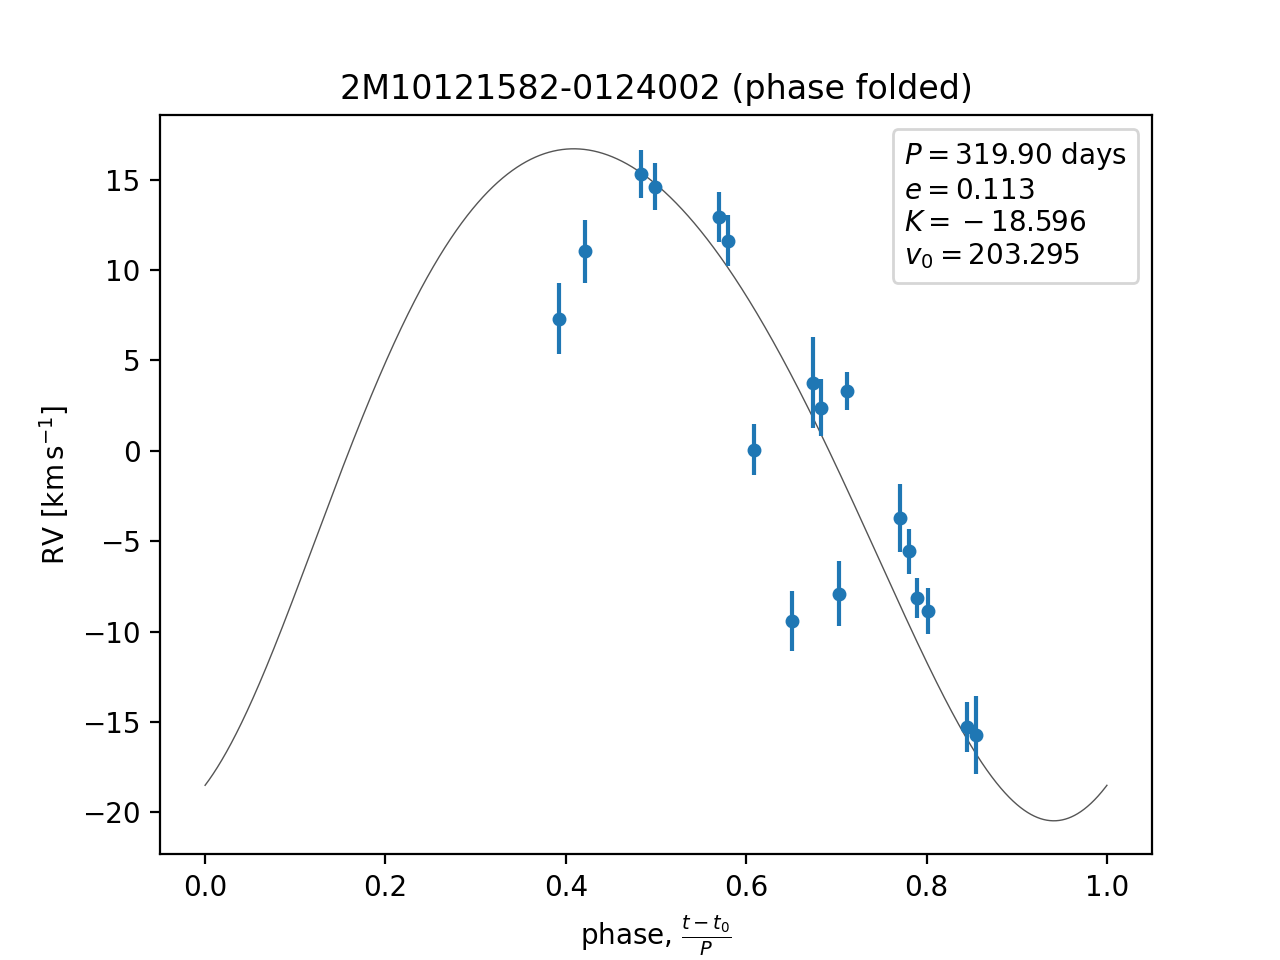 2M10121582-0124002 (phase folded)
P = 319.90 days
e = 0.113
K = −18.596
v₀ = 203.295
RV [km s⁻¹]
15
10
5
0
−5
−10
−15
−20
0.0 0.2 0.4 0.6 0.8 1.0
phase, (t − t₀)/P